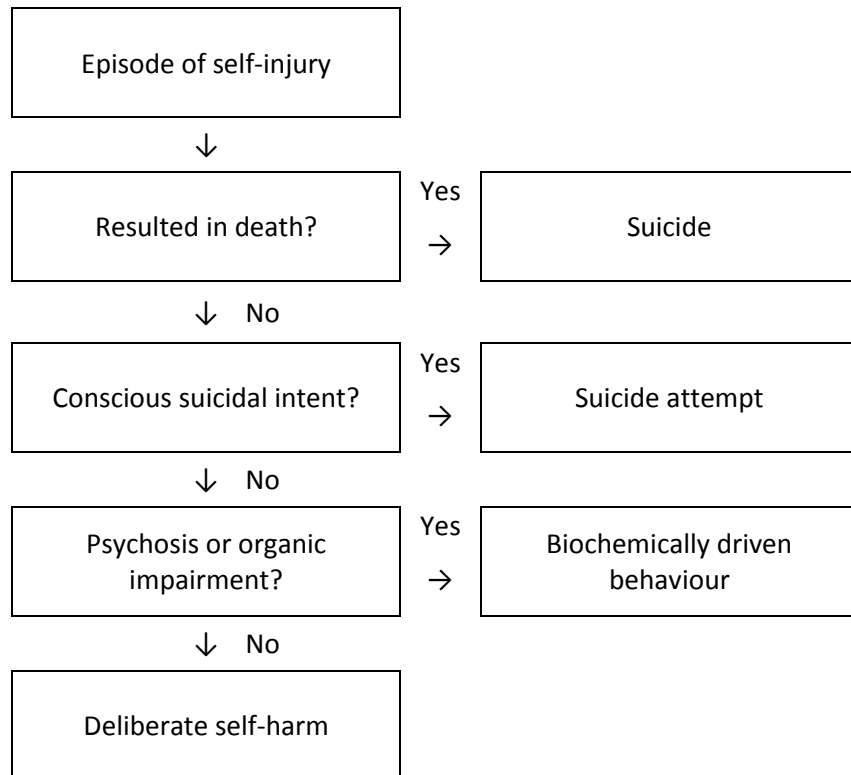 Episode of self-injury
↓
Resulted in death?
Yes
→
Suicide
↓ No
Conscious suicidal intent?
Yes
→
Suicide attempt
↓ No
Psychosis or organic
impairment?
Yes
→
Biochemically driven
behaviour
↓ No
Deliberate self-harm